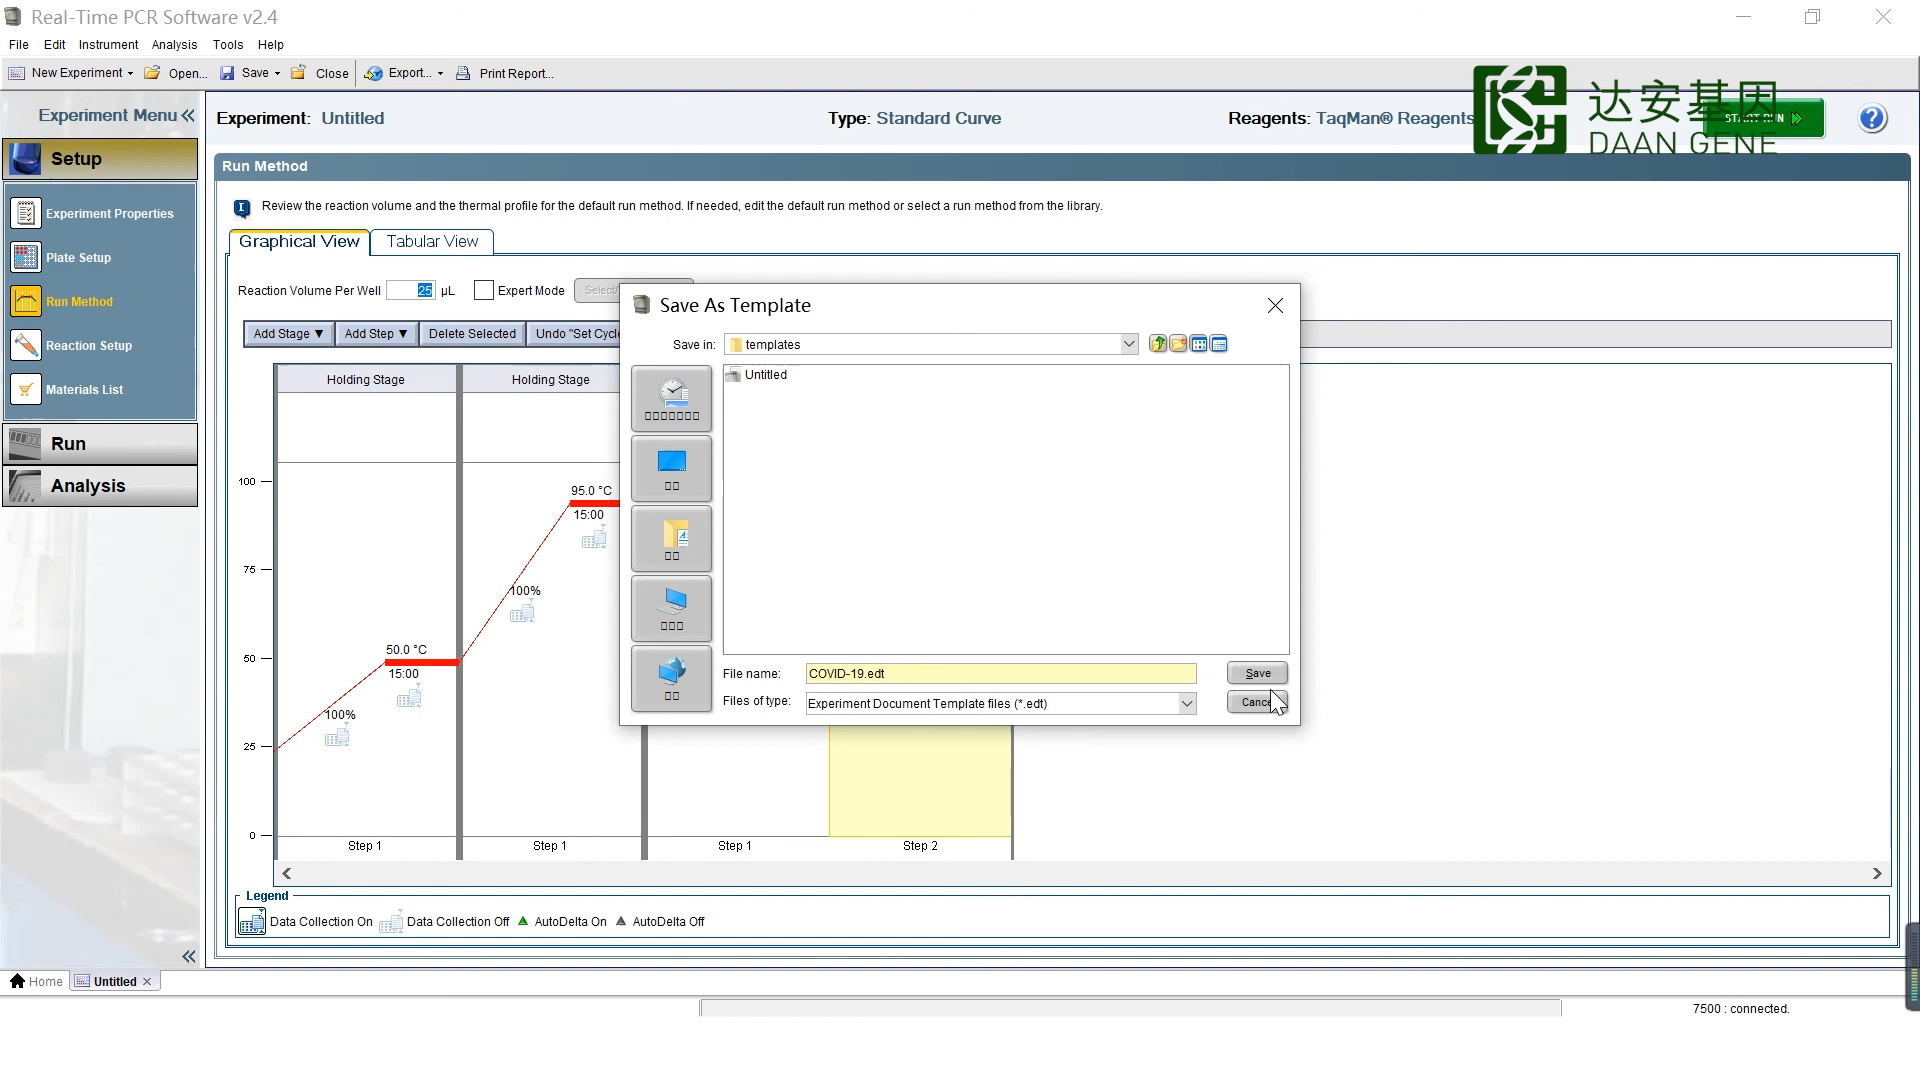 Real-Time PCR Software v2.4
File Edit Instrument Analysis Tools Help
New Experiment Open... Save Close Export... Print Report...
Experiment Menu
Experiment: Untitled
Type: Standard Curve
Reagents: TaqMan® Reagents
START RUN
达安基因
DAAN GENE
Setup
Experiment Properties
Plate Setup
Run Method
Reaction Setup
Materials List
Run
Analysis
Run Method
Review the reaction volume and the thermal profile for the default run method. If needed, edit the default run method or select a run method from the library.
Graphical View Tabular View
Reaction Volume Per Well 25 µL Expert Mode
Add Stage ▼ Add Step ▼ Delete Selected Undo "Set
Holding Stage Holding Stage
100
75
50
25
0
95.0 °C
15:00
100%
50.0 °C
15:00
100%
Step 1 Step 1 Step 1 Step 2
Save As Template
Save in: templates
Untitled
File name: COVID-19.edt Save
Files of type: Experiment Document Template files (*.edt)
Legend
Data Collection On Data Collection Off AutoDelta On AutoDelta Off
Home Untitled
7500 : connected.